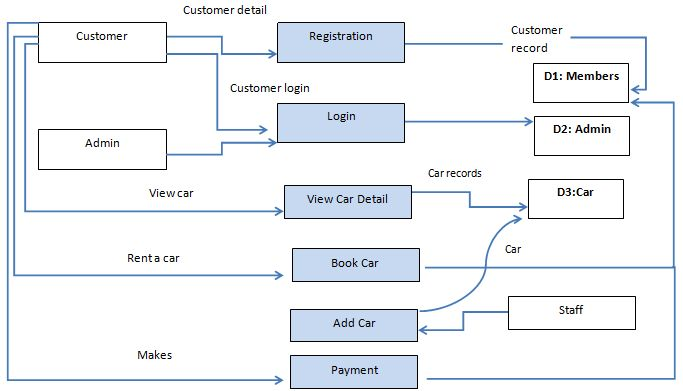 Customer detail
Customer
Registration
Customer
record
D1: Members
Customer login
Login
D2: Admin
Admin
View car
View Car Detail
Car records
D3:Car
Car
Rent a car
Book Car
Add Car
Staff
Makes
Payment